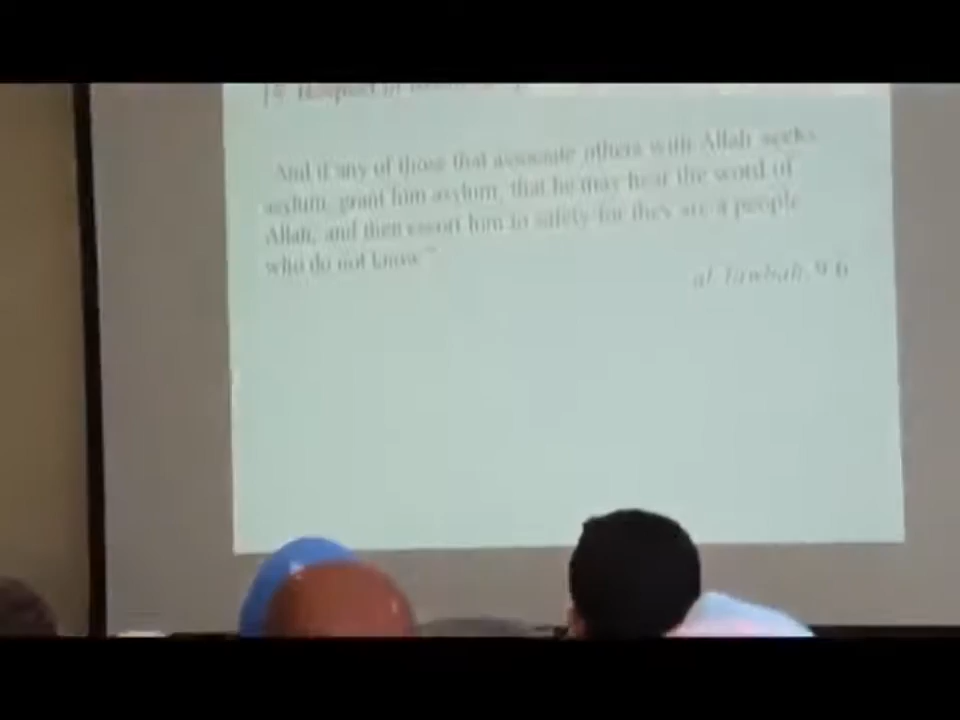 And if any of those that associate others with Allah seeks
asylum, grant him asylum, that he may hear the word of
Allah, and then escort him to safety for they are a people
who do not know"
al-Tawbah, 9:6